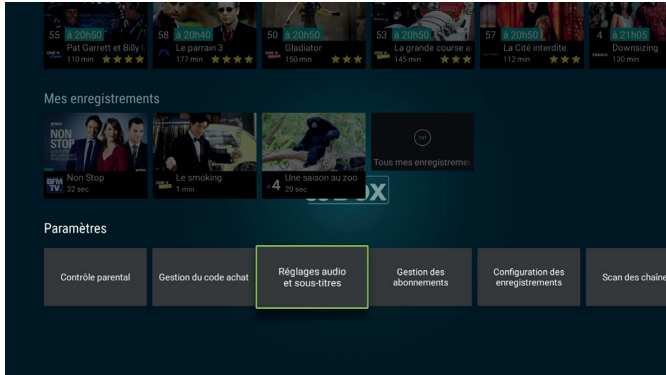 55 à 20h50
Pat Garrett et Billy l
110 min
58 à 20h40
Le parrain 3
177 min
50 à 20h50
Gladiator
150 min
53 à 20h50
La grande course a
145 min
57 à 20h50
La Cité interdite
112 min
4 à 21h05
Downsizing
130 min
Mes enregistrements
NON
STOP
BFM
TV.
Non Stop
32 sec
Le smoking
1 min
4
Une saison au zoo
20 sec
Tous mes enregistreme
BOX
Paramètres
Contrôle parental
Gestion du code achat
Réglages audio
et sous-titres
Gestion des
abonnements
Configuration des
enregistrements
Scan des chaîne